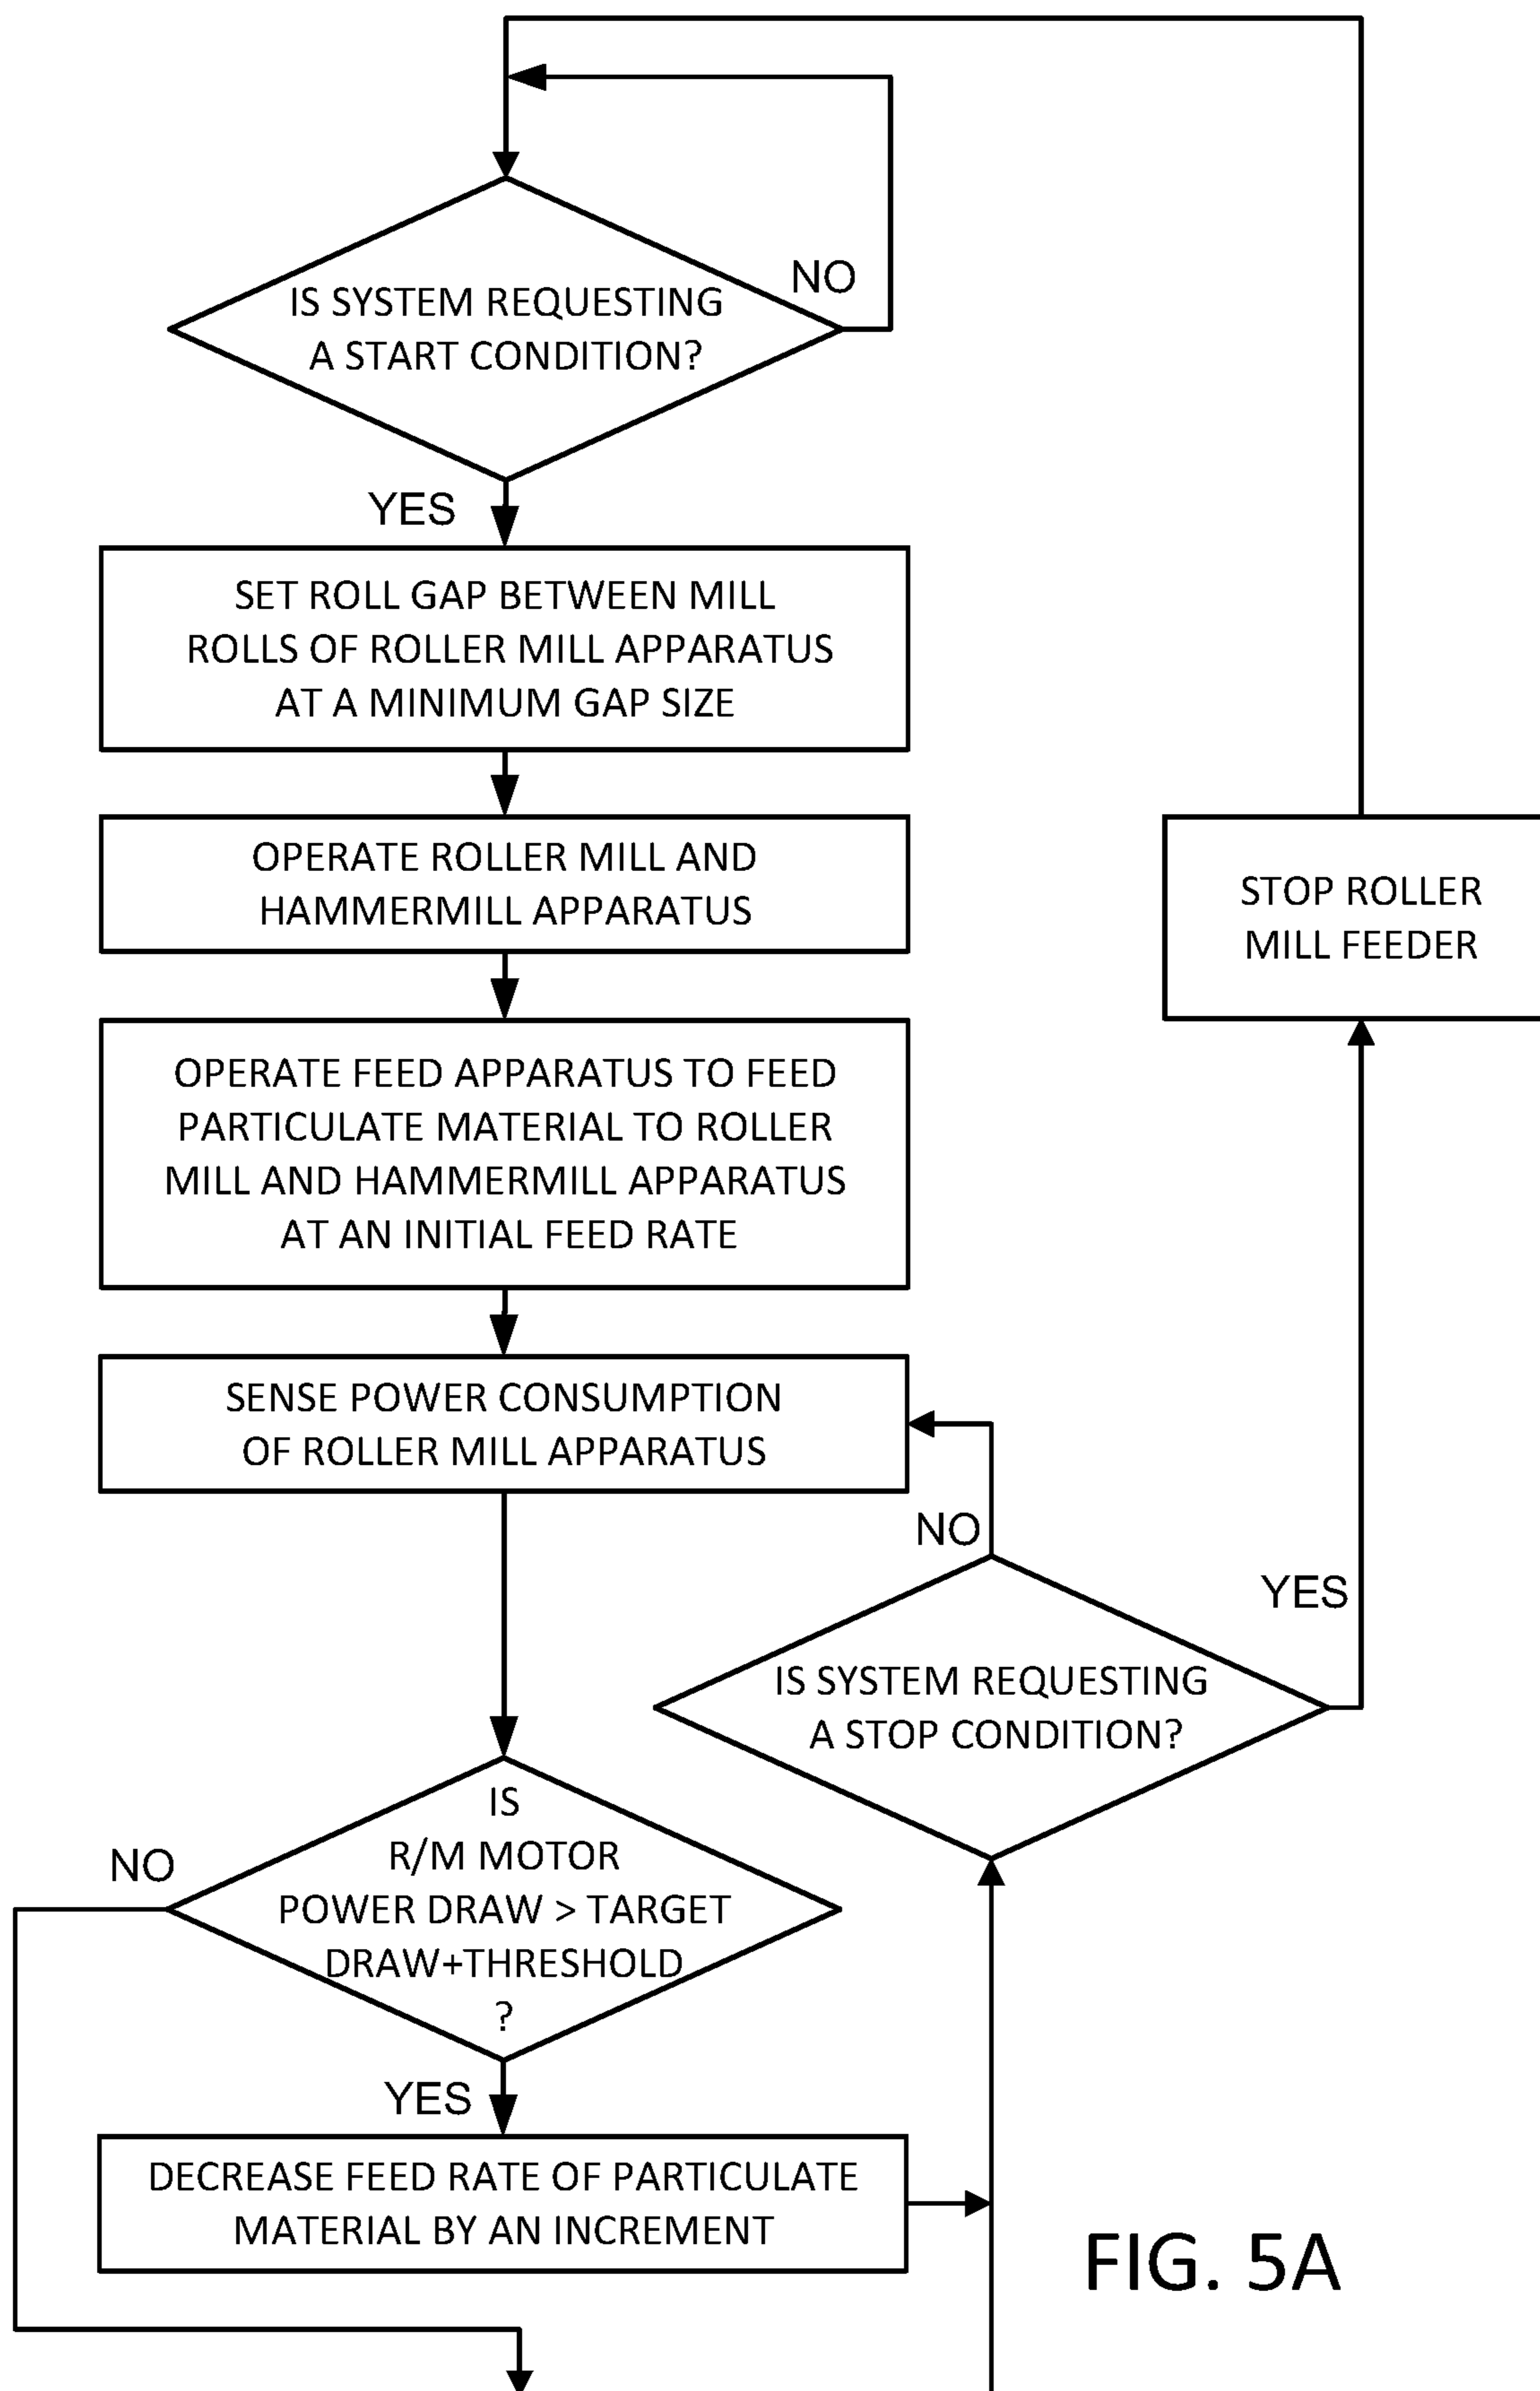 NO
IS SYSTEM REQUESTING
A START CONDITION?
YES
SET ROLL GAP BETWEEN MILL
ROLLS OF ROLLER MILL APPARATUS
AT A MINIMUM GAP SIZE
OPERATE ROLLER MILL AND
HAMMERMILL APPARATUS
STOP ROLLER
MILL FEEDER
OPERATE FEED APPARATUS TO FEED
PARTICULATE MATERIAL TO ROLLER
MILL AND HAMMERMILL APPARATUS
AT AN INITIAL FEED RATE
SENSE POWER CONSUMPTION
OF ROLLER MILL APPARATUS
NO
YES
IS SYSTEM REQUESTING
A STOP CONDITION?
IS
R/M MOTOR
POWER DRAW > TARGET
DRAW+THRESHOLD
?
NO
YES
DECREASE FEED RATE OF PARTICULATE
MATERIAL BY AN INCREMENT
FIG. 5A